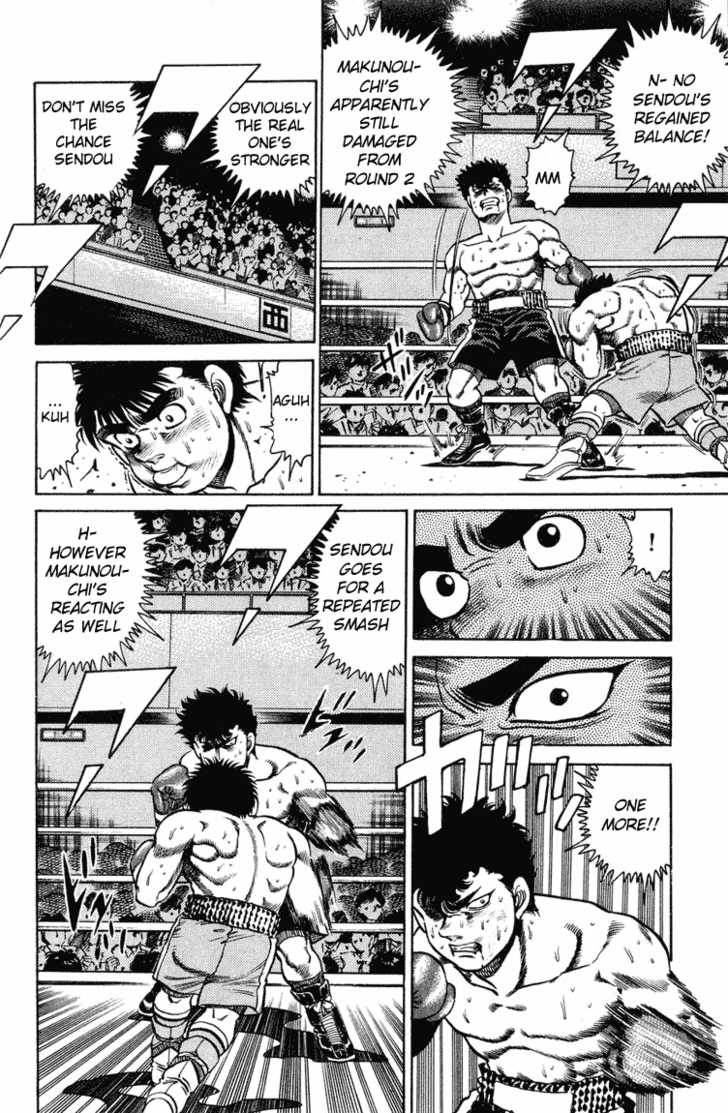 N- NO
SENDOU'S
REGAINED
BALANCE!
MM
MAKUNOU-
CHI'S
APPARENTLY
STILL
DAMAGED
FROM
ROUND 2
OBVIOUSLY
THE REAL
ONE'S
STRONGER
DON'T MISS
THE
CHANCE
SENDOU
西
AGUH
...
...
KUH
!
ONE
MORE!!
SENDOU
GOES
FOR A
REPEATED
SMASH
H-
HOWEVER
MAKUNOU-
CHI'S
REACTING
AS WELL